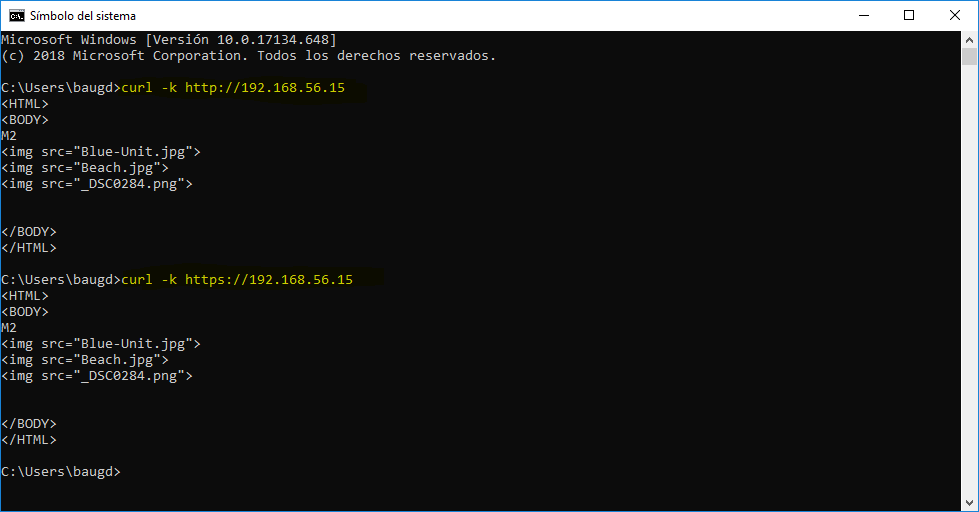 Símbolo del sistema
Microsoft Windows [Versión 10.0.17134.648]
(c) 2018 Microsoft Corporation. Todos los derechos reservados.
C:\Users\baugd>curl -k http://192.168.56.15
<HTML>
<BODY>
M2
<img src="Blue-Unit.jpg">
<img src="Beach.jpg">
<img src="_DSC0284.png">
</BODY>
</HTML>
C:\Users\baugd>curl -k https://192.168.56.15
<HTML>
<BODY>
M2
<img src="Blue-Unit.jpg">
<img src="Beach.jpg">
<img src="_DSC0284.png">
</BODY>
</HTML>
C:\Users\baugd>